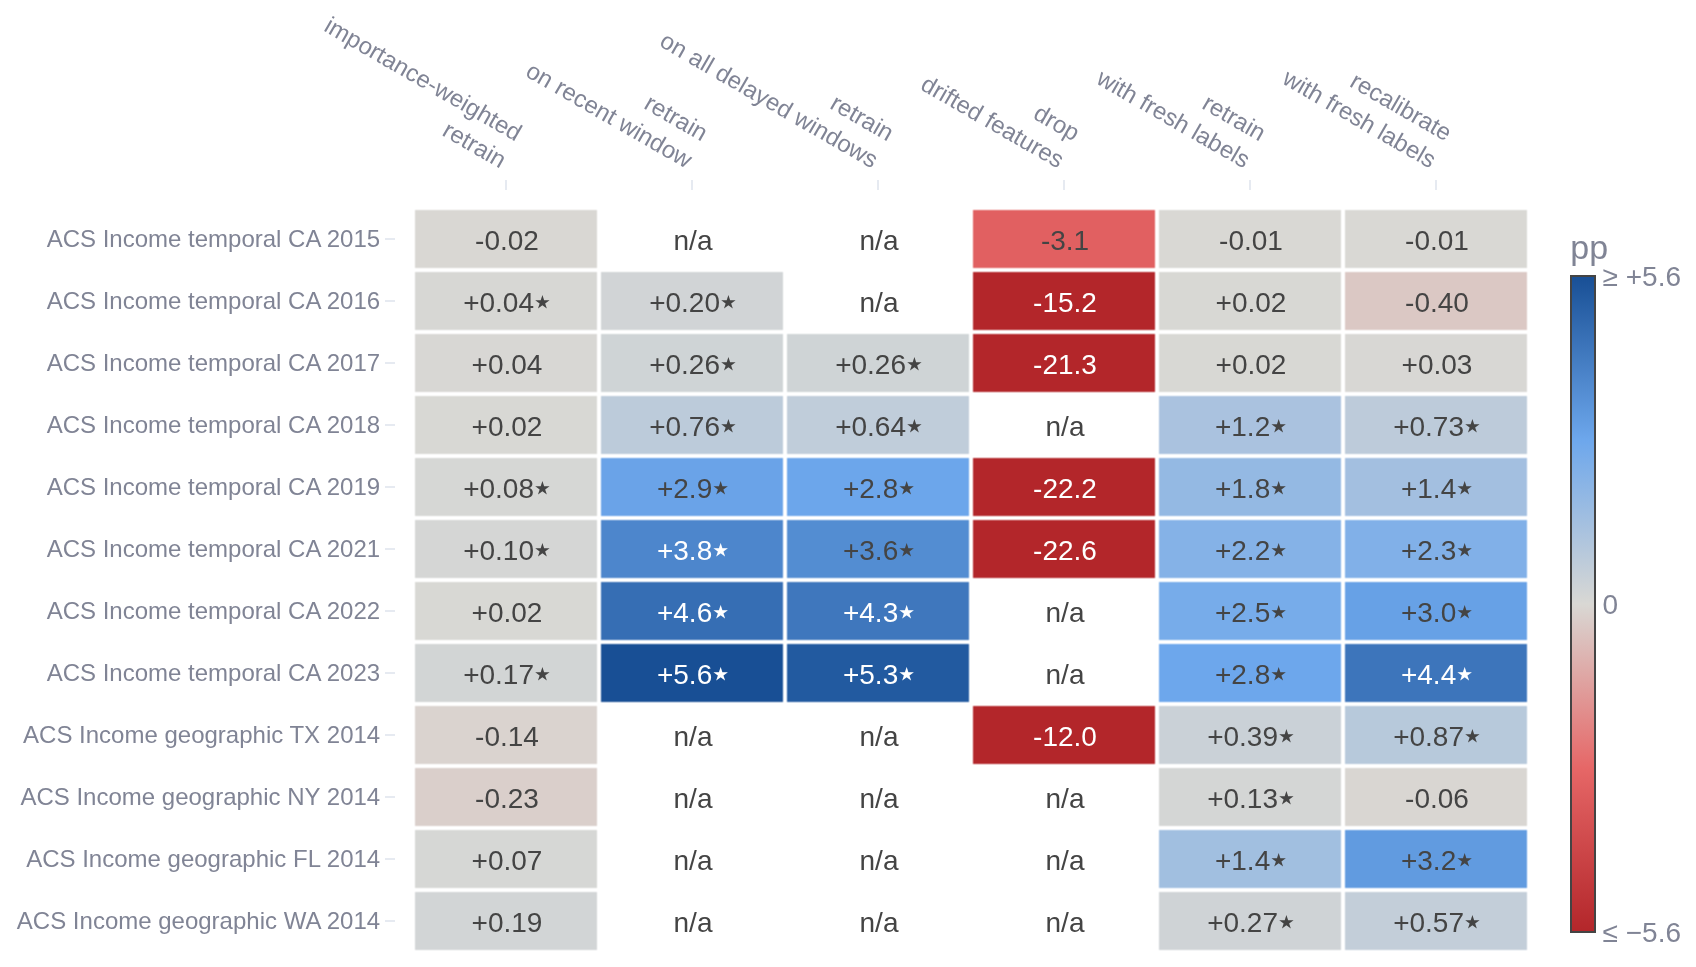 importance-weighted
retrain
retrain
on recent window
retrain
on all delayed windows
drop
drifted features
retrain
with fresh labels
recalibrate
with fresh labels
ACS Income temporal CA 2015 -0.02 n/a n/a -3.1 -0.01 -0.01
ACS Income temporal CA 2016 +0.04★ +0.20★ n/a -15.2 +0.02 -0.40
ACS Income temporal CA 2017 +0.04 +0.26★ +0.26★ -21.3 +0.02 +0.03
ACS Income temporal CA 2018 +0.02 +0.76★ +0.64★ n/a +1.2★ +0.73★
ACS Income temporal CA 2019 +0.08★ +2.9★ +2.8★ -22.2 +1.8★ +1.4★
ACS Income temporal CA 2021 +0.10★ +3.8★ +3.6★ -22.6 +2.2★ +2.3★
ACS Income temporal CA 2022 +0.02 +4.6★ +4.3★ n/a +2.5★ +3.0★
ACS Income temporal CA 2023 +0.17★ +5.6★ +5.3★ n/a +2.8★ +4.4★
ACS Income geographic TX 2014 -0.14 n/a n/a -12.0 +0.39★ +0.87★
ACS Income geographic NY 2014 -0.23 n/a n/a n/a +0.13★ -0.06
ACS Income geographic FL 2014 +0.07 n/a n/a n/a +1.4★ +3.2★
ACS Income geographic WA 2014 +0.19 n/a n/a n/a +0.27★ +0.57★
pp
≥ +5.6
0
≤ −5.6